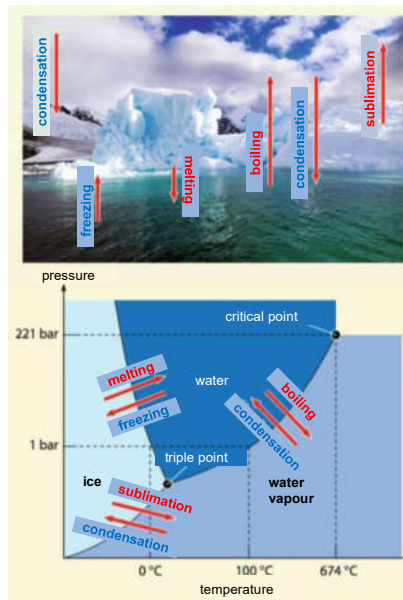 condensation
freezing
melting
boiling
condensation
sublimation
pressure
critical point
221 bar
melting
water
freezing
boiling
condensation
1 bar
triple point
ice
water
vapour
sublimation
condensation
0 °C
100 °C
674 °C
temperature